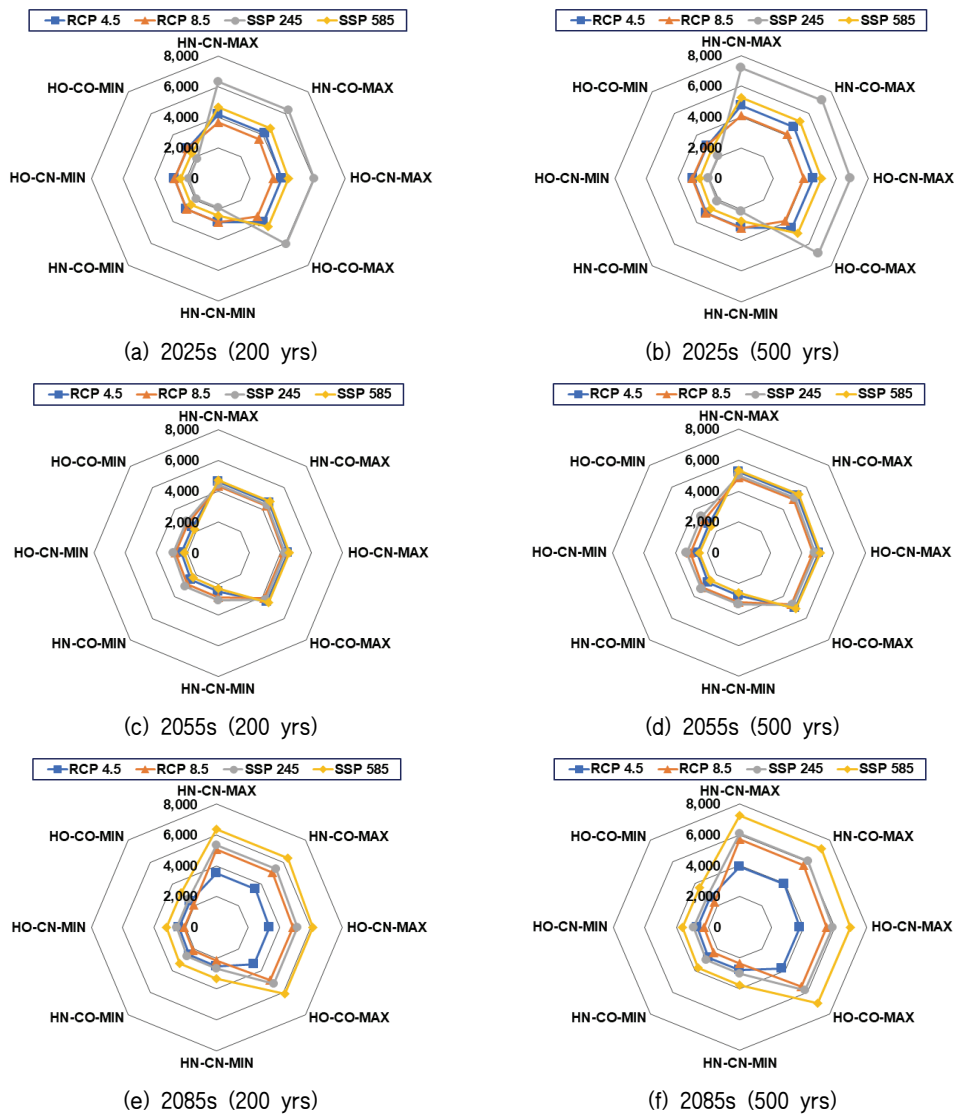 RCP 4.5 RCP 8.5 SSP 245 SSP 585
HN-CN-MAX
8,000
HO-CO-MIN 6,000 HN-CO-MAX
4,000
2,000
HO-CN-MIN 0 HO-CN-MAX
HN-CO-MIN HO-CO-MAX
HN-CN-MIN
(a) 2025s (200 yrs)
RCP 4.5 RCP 8.5 SSP 245 SSP 585
HN-CN-MAX
8,000
HO-CO-MIN 6,000 HN-CO-MAX
4,000
2,000
HO-CN-MIN 0 HO-CN-MAX
HN-CO-MIN HO-CO-MAX
HN-CN-MIN
(b) 2025s (500 yrs)
RCP 4.5 RCP 8.5 SSP 245 SSP 585
HN-CN-MAX
8,000
HO-CO-MIN 6,000 HN-CO-MAX
4,000
2,000
HO-CN-MIN 0 HO-CN-MAX
HN-CO-MIN HO-CO-MAX
HN-CN-MIN
(c) 2055s (200 yrs)
RCP 4.5 RCP 8.5 SSP 245 SSP 585
HN-CN-MAX
8,000
HO-CO-MIN 6,000 HN-CO-MAX
4,000
2,000
HO-CN-MIN 0 HO-CN-MAX
HN-CO-MIN HO-CO-MAX
HN-CN-MIN
(d) 2055s (500 yrs)
RCP 4.5 RCP 8.5 SSP 245 SSP 585
HN-CN-MAX
8,000
HO-CO-MIN 6,000 HN-CO-MAX
4,000
2,000
HO-CN-MIN 0 HO-CN-MAX
HN-CO-MIN HO-CO-MAX
HN-CN-MIN
(e) 2085s (200 yrs)
RCP 4.5 RCP 8.5 SSP 245 SSP 585
HN-CN-MAX
8,000
HO-CO-MIN 6,000 HN-CO-MAX
4,000
2,000
HO-CN-MIN 0 HO-CN-MAX
HN-CO-MIN HO-CO-MAX
HN-CN-MIN
(f) 2085s (500 yrs)